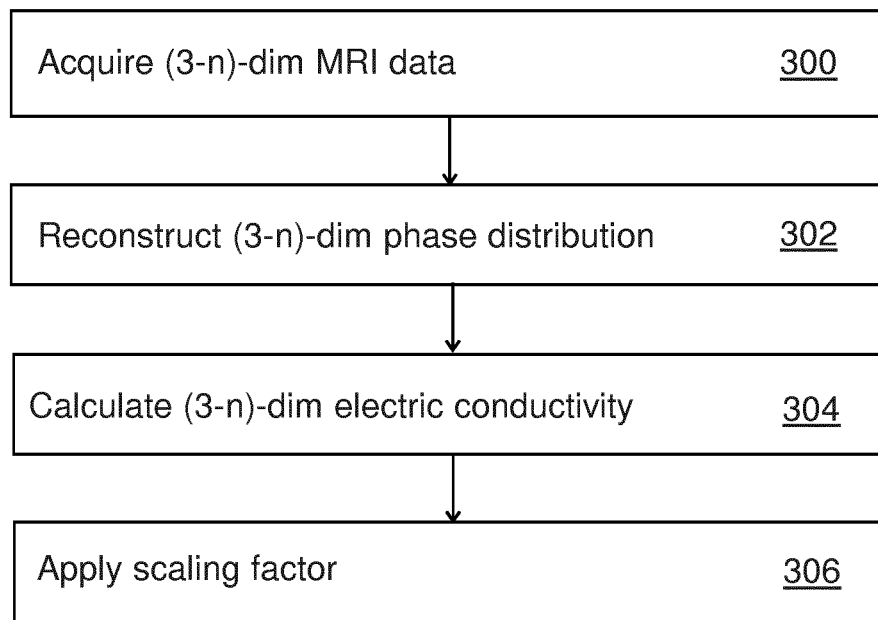 Acquire (3-n)-dim MRI data 300
Reconstruct (3-n)-dim phase distribution 302
Calculate (3-n)-dim electric conductivity 304
Apply scaling factor 306